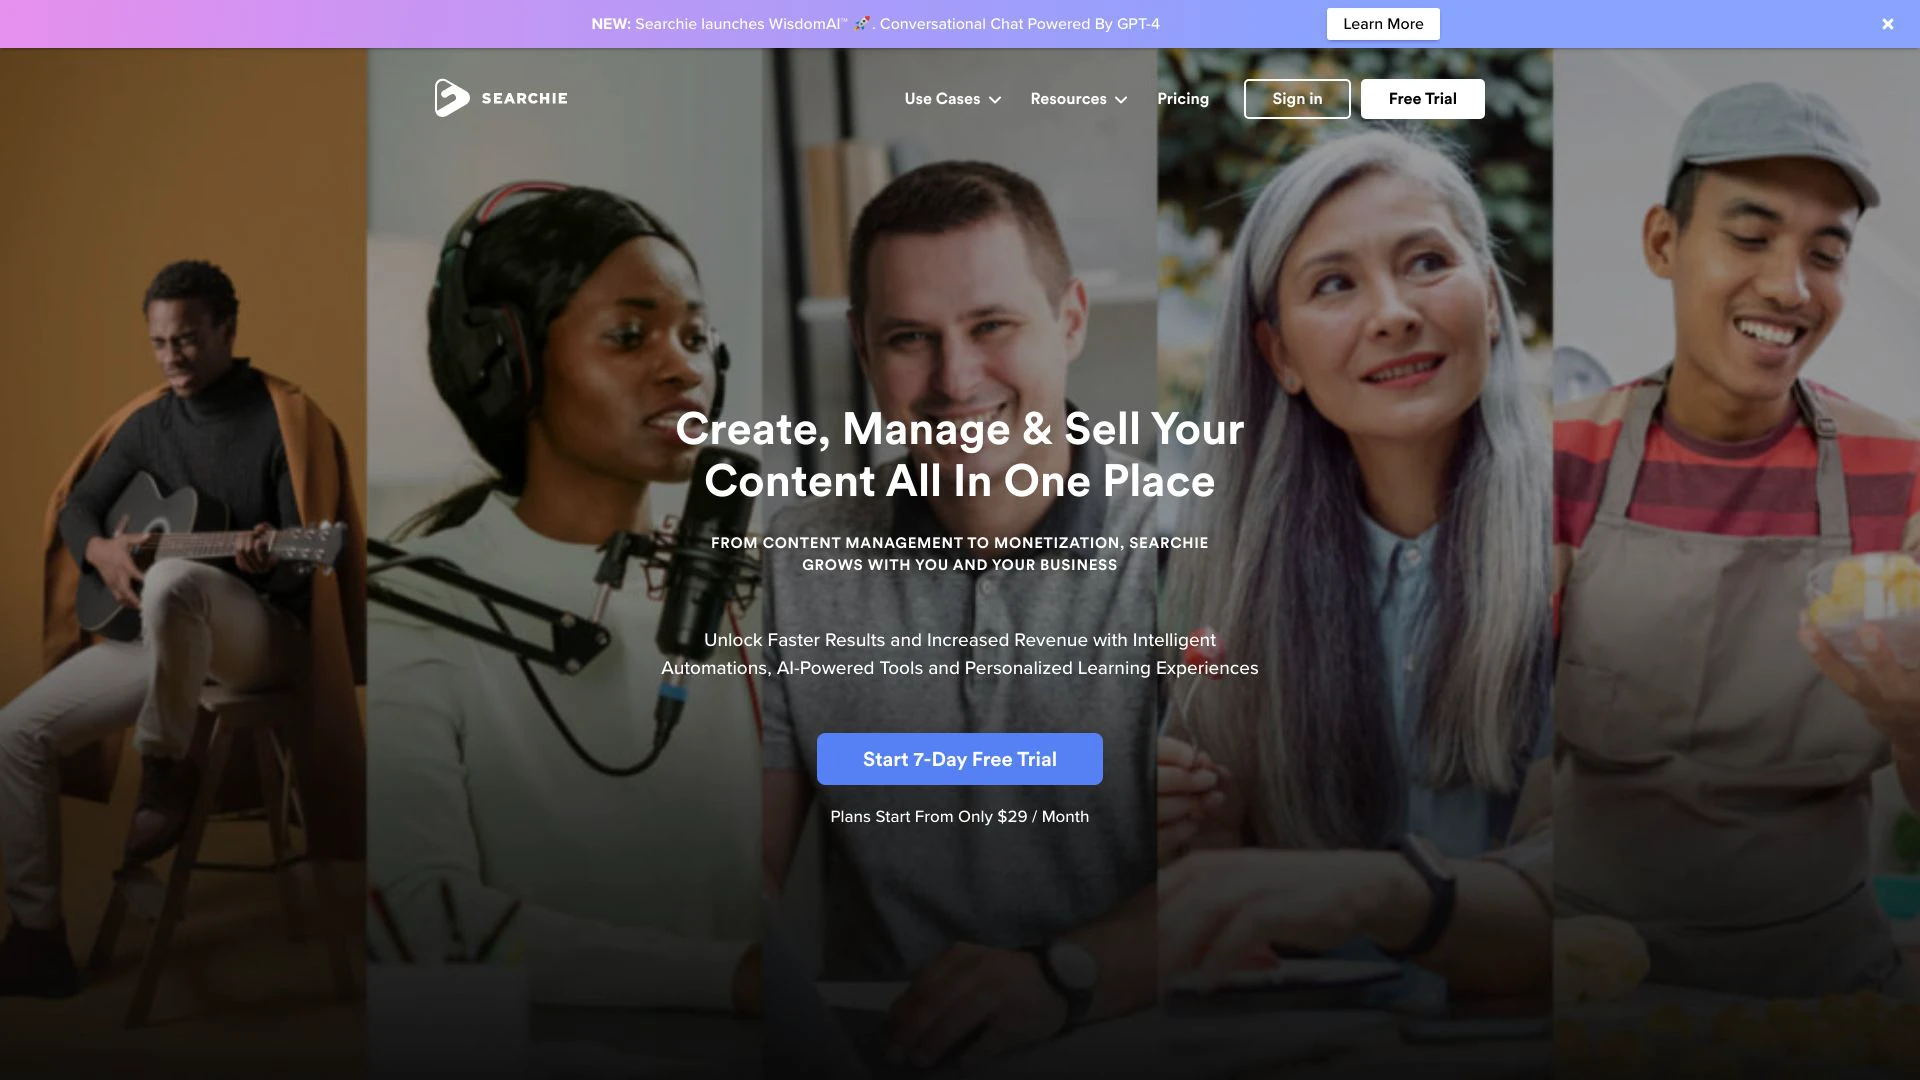 NEW: Searchie launches WisdomAI™ 🚀. Conversational Chat Powered By GPT-4
Learn More
×
SEARCHIE
Use Cases
Resources
Pricing
Sign in
Free Trial
Create, Manage & Sell Your
Content All In One Place
FROM CONTENT MANAGEMENT TO MONETIZATION, SEARCHIE
GROWS WITH YOU AND YOUR BUSINESS
Unlock Faster Results and Increased Revenue with Intelligent
Automations, AI-Powered Tools and Personalized Learning Experiences
Start 7-Day Free Trial
Plans Start From Only $29 / Month